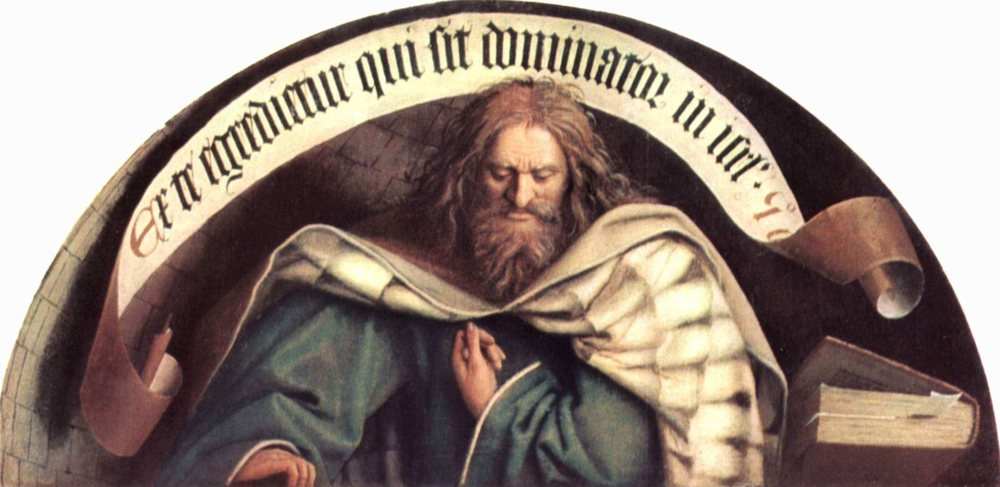 Ex te egredietur qui sit dominator in isrl'.